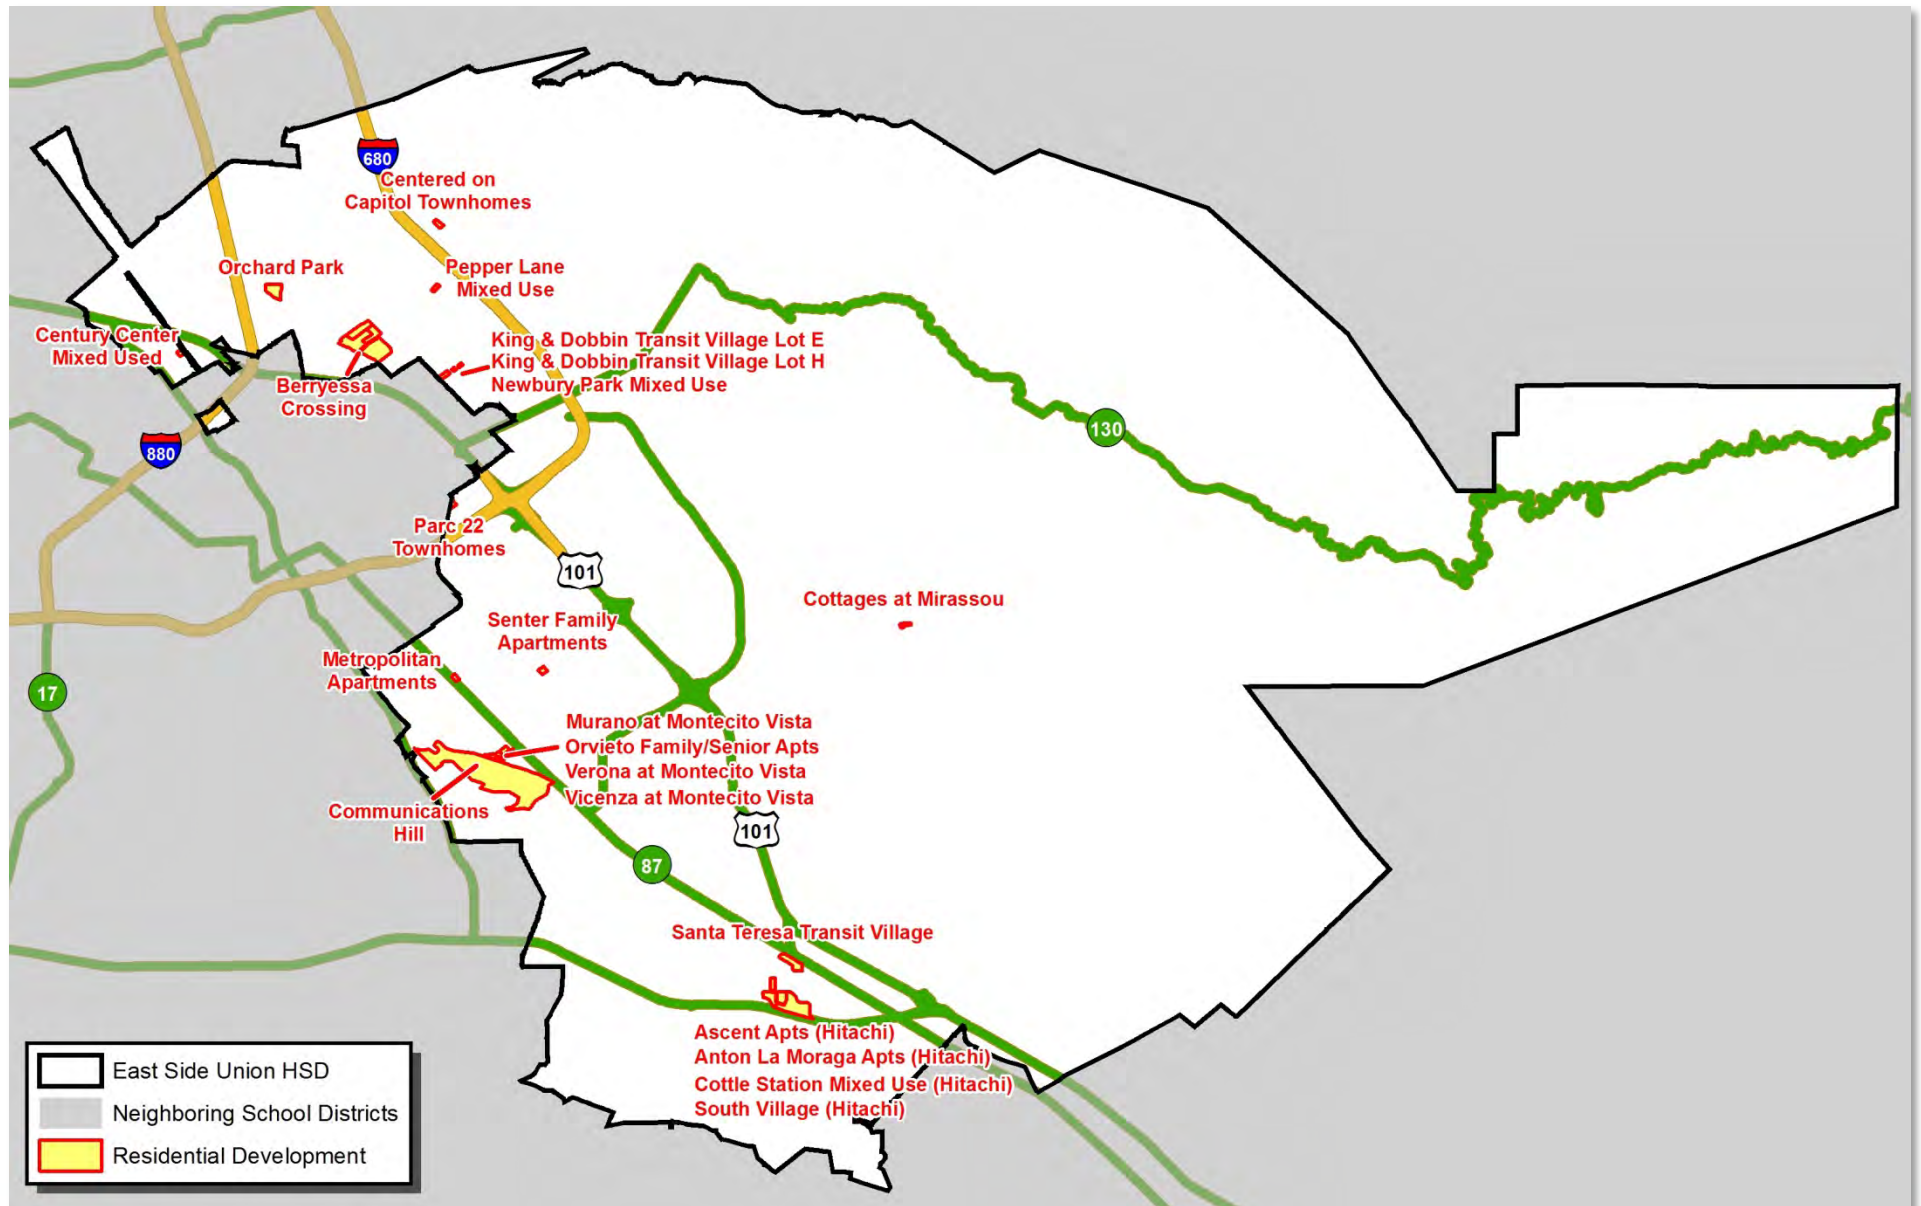 680
Centered on
Capitol Townhomes
Orchard Park
Pepper Lane
Mixed Use
Century Center
Mixed Used
King & Dobbin Transit Village Lot E
King & Dobbin Transit Village Lot H
Newbury Park Mixed Use
Berryessa
Crossing
130
880
Parc 22
Townhomes
101
Cottages at Mirassou
Senter Family
Apartments
Metropolitan
Apartments
17
Murano at Montecito Vista
Orvieto Family/Senior Apts
Verona at Montecito Vista
Vicenza at Montecito Vista
Communications
Hill
101
87
Santa Teresa Transit Village
Ascent Apts (Hitachi)
Anton La Moraga Apts (Hitachi)
Cottle Station Mixed Use (Hitachi)
South Village (Hitachi)
East Side Union HSD
Neighboring School Districts
Residential Development